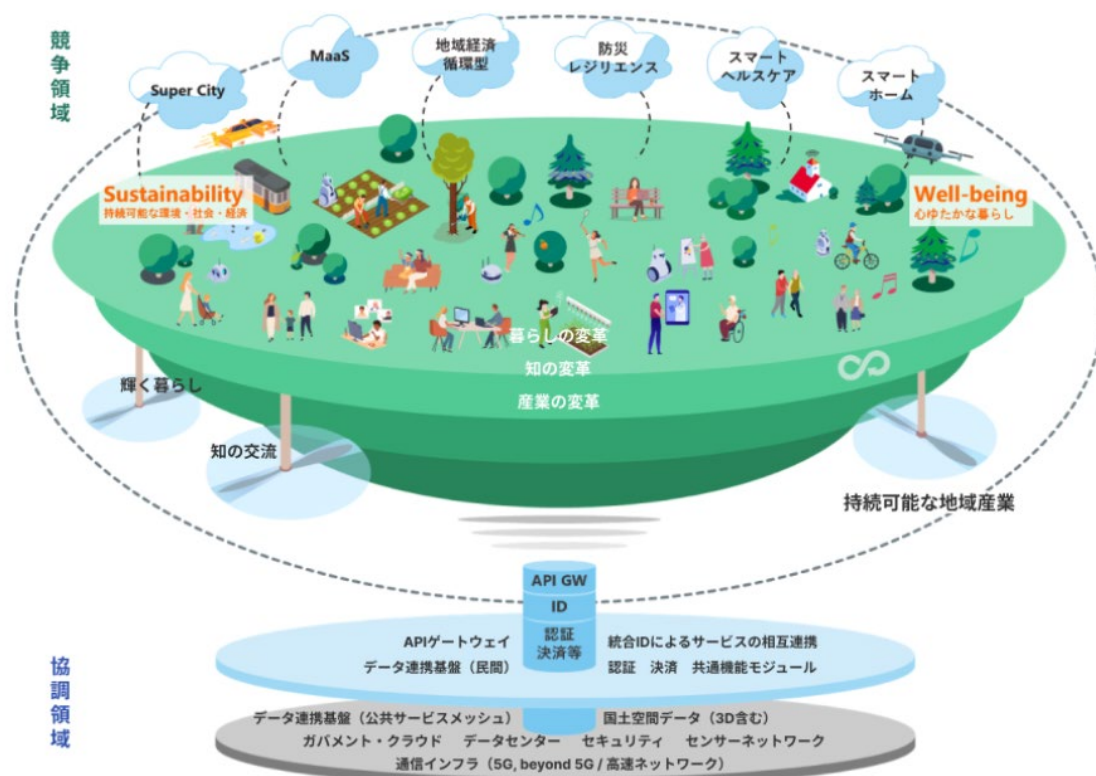 競争領域
Super City
MaaS
地域経済
循環型
防災
レジリエンス
スマート
ヘルスケア
スマート
ホーム
Sustainability
持続可能な環境・社会・経済
Well-being
心ゆたかな暮らし
暮らしの変革
知の変革
産業の変革
輝く暮らし
知の交流
持続可能な地域産業
API GW
ID
認証
決済等
協調領域
APIゲートウェイ
統合IDによるサービスの相互連携
データ連携基盤（民間）
認証　決済　共通機能モジュール
データ連携基盤（公共サービスメッシュ）
国土空間データ（3D含む）
ガバメント・クラウド　データセンター　セキュリティ　センサーネットワーク
通信インフラ（5G, beyond 5G / 高速ネットワーク）